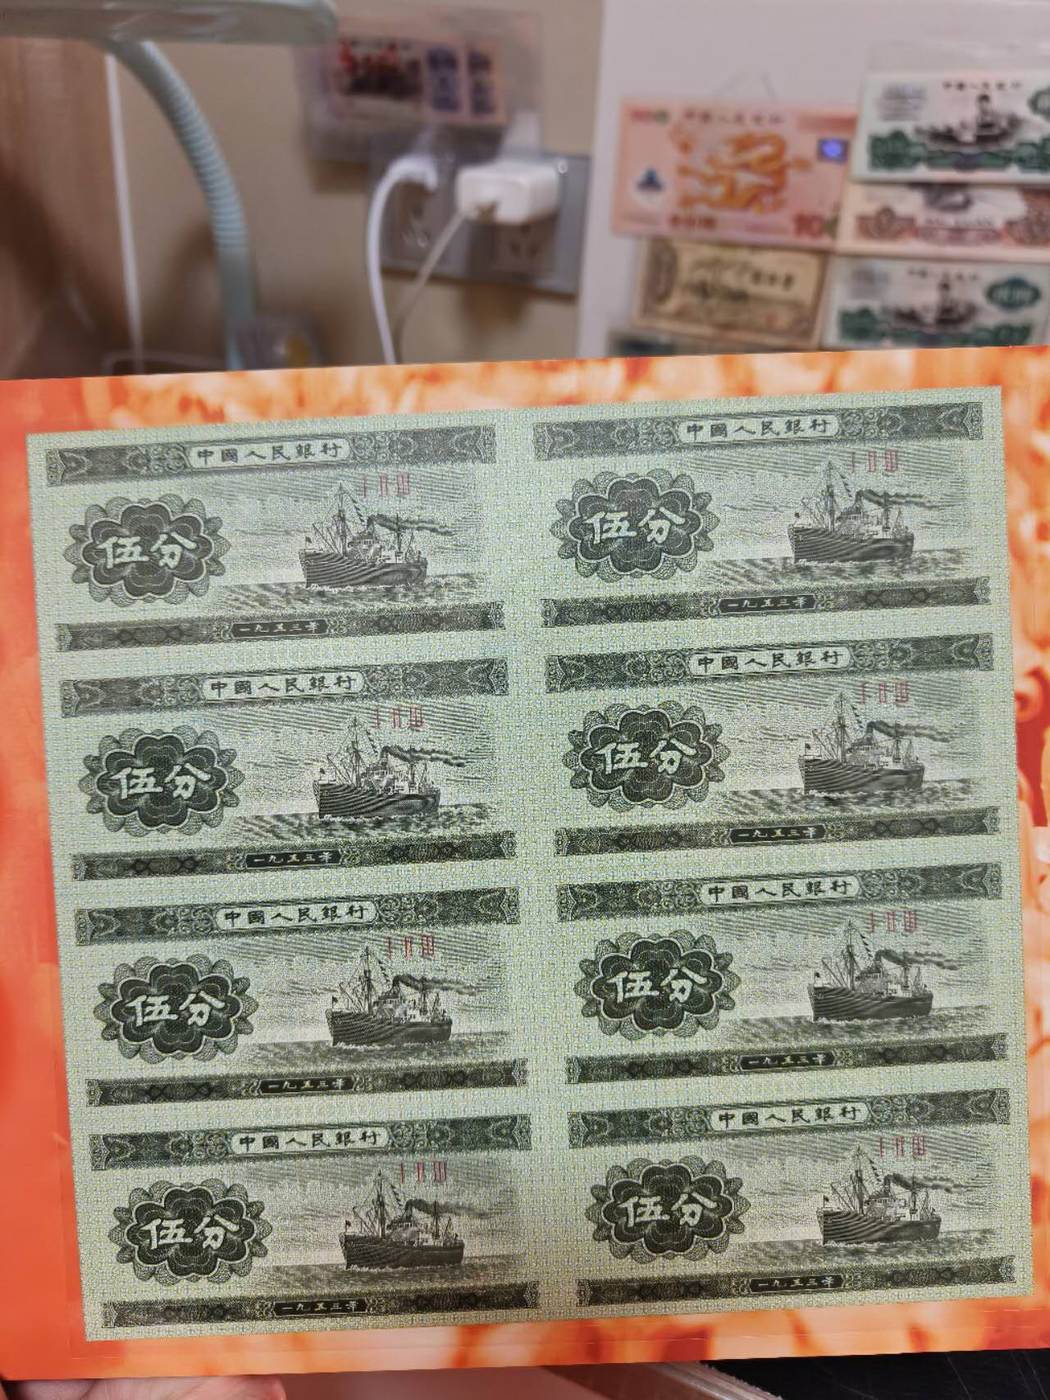 中國人民銀行
伍分
一九五三年
中國人民銀行
伍分
一九五三年
中國人民銀行
伍分
一九五三年
中國人民銀行
伍分
一九五三年
中國人民銀行
伍分
一九五三年
中國人民銀行
伍分
一九五三年
中國人民銀行
伍分
一九五三年
中國人民銀行
伍分
一九五三年